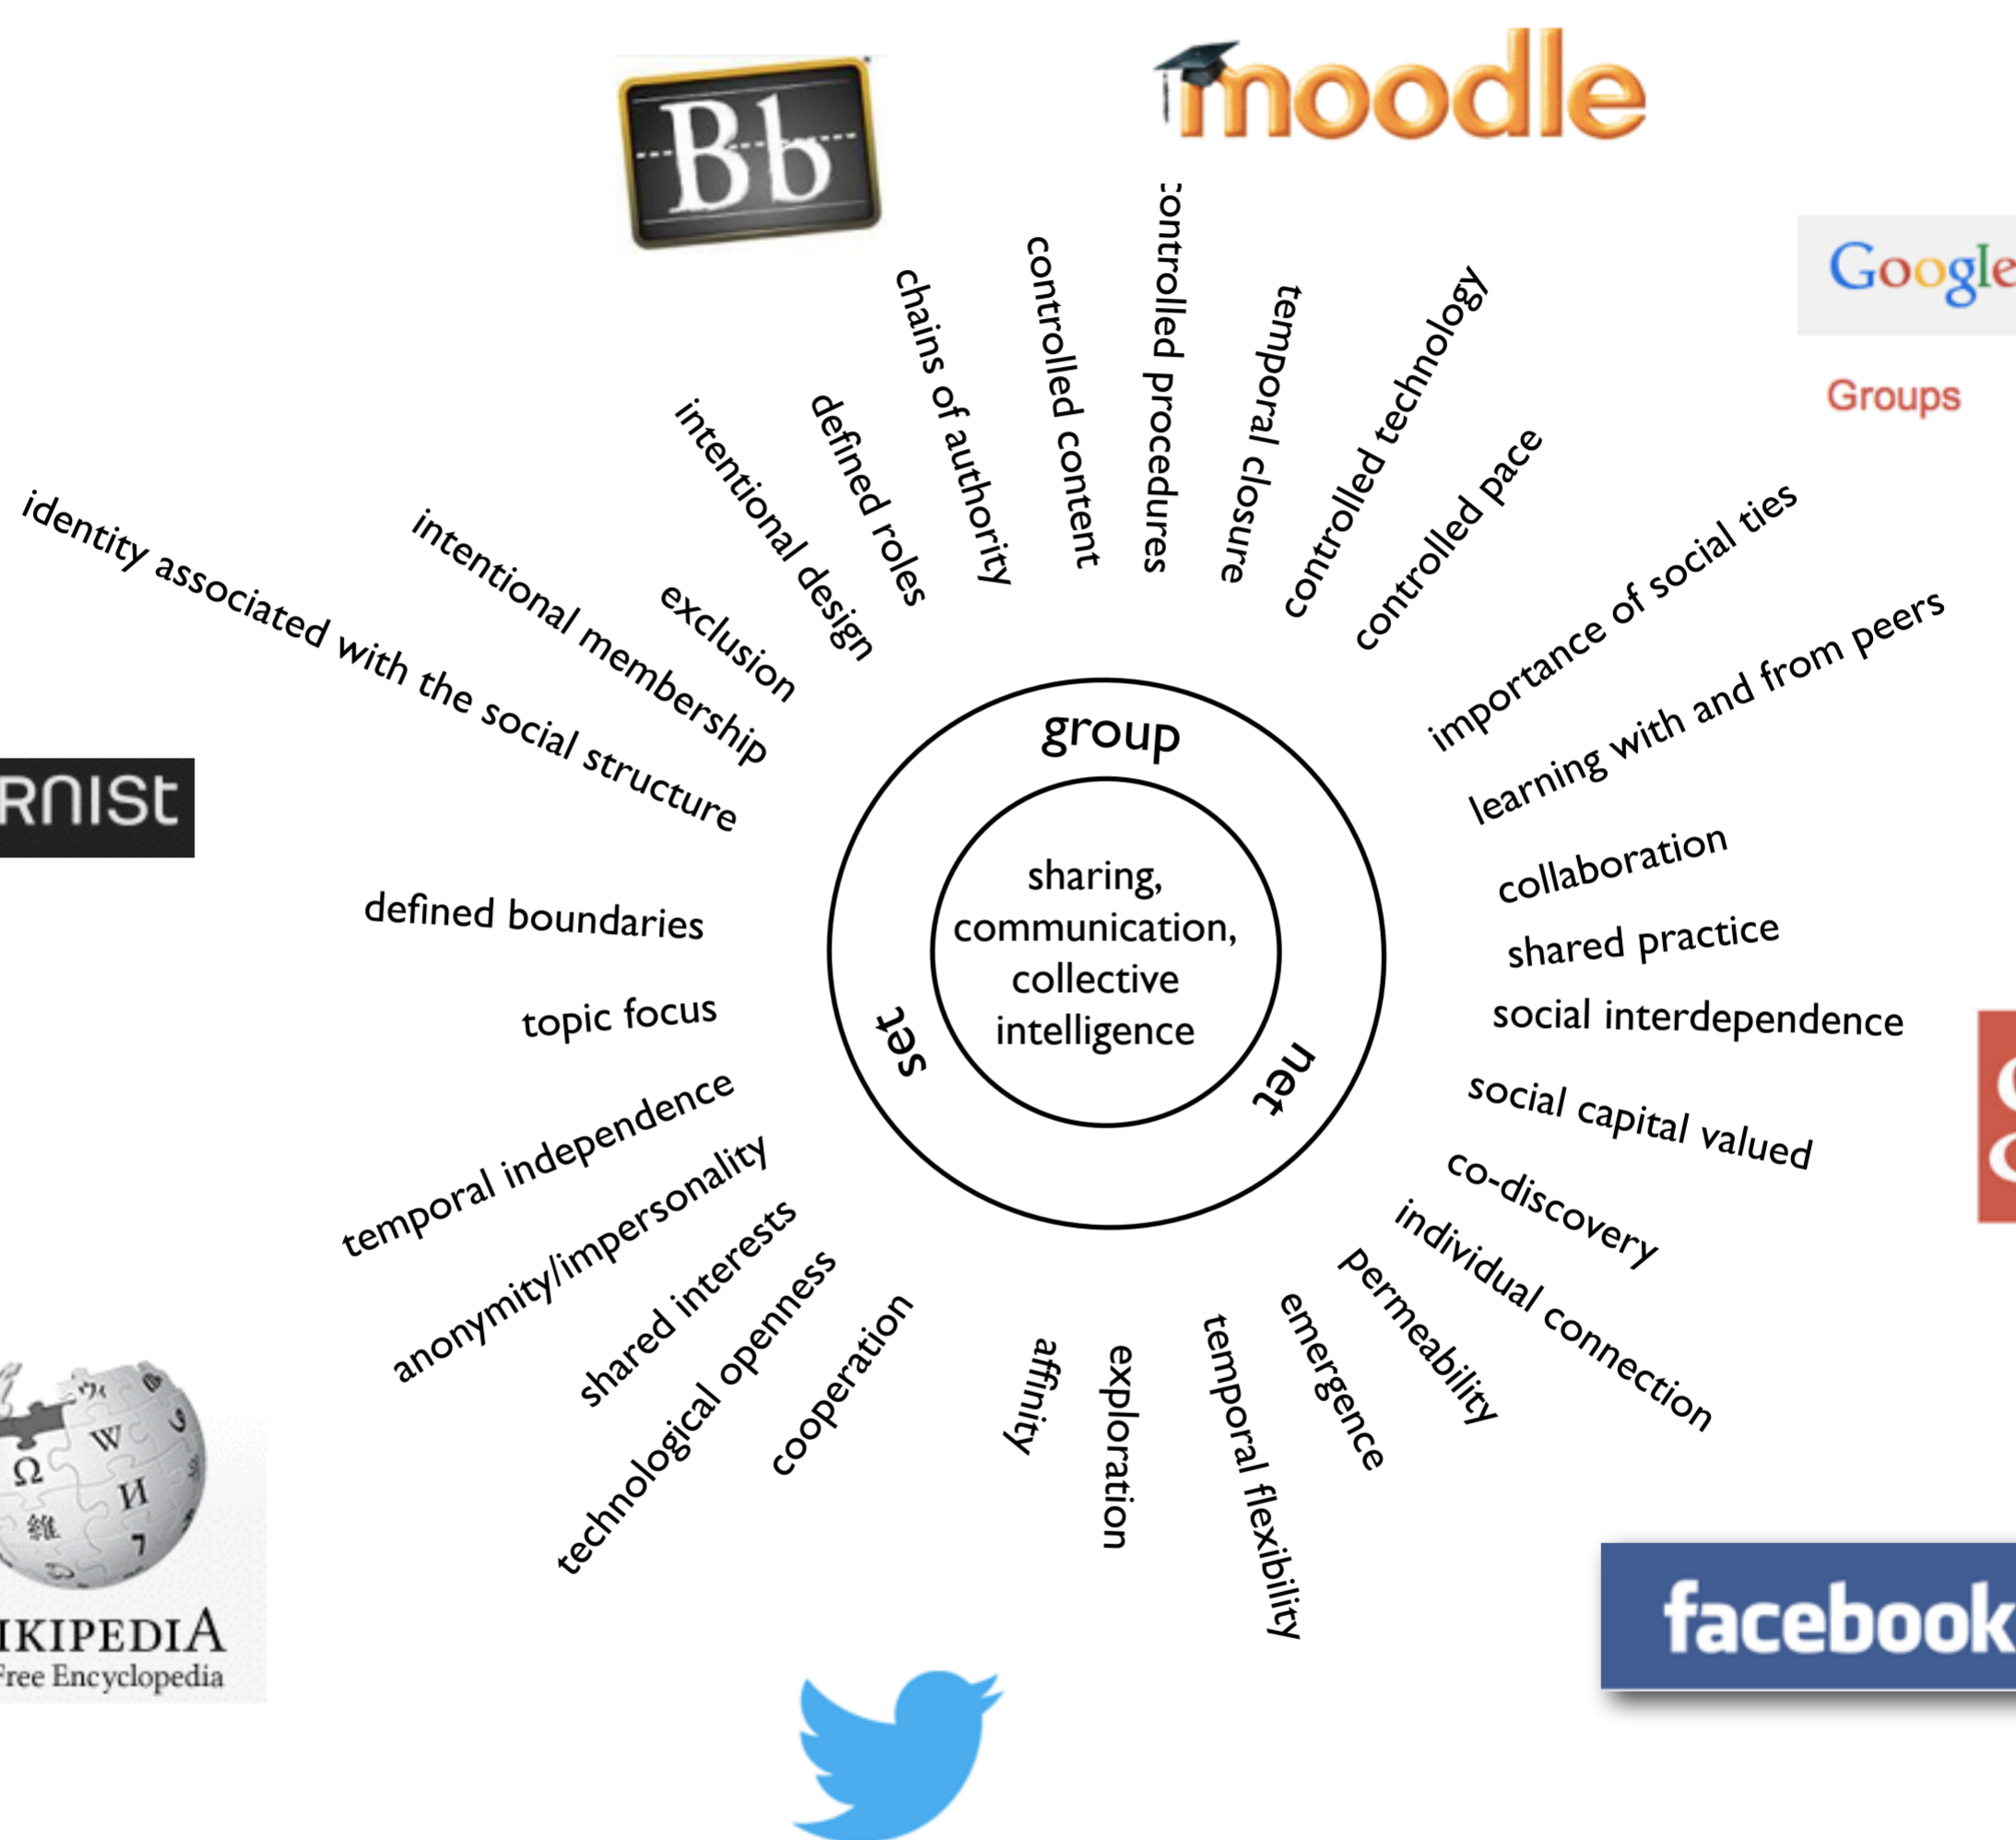 Bb
moodle
Google
Groups
identity associated with the social structure
intentional membership
exclusion
intentional design
defined roles
chains of authority
controlled content
controlled procedures
temporal closure
controlled technology
controlled pace
importance of social ties
learning with and from peers
collaboration
shared practice
social interdependence
social capital valued
co-discovery
individual connection
permeability
emergence
temporal flexibility
exploration
affinity
cooperation
technological openness
shared interests
anonymity/impersonality
temporal independence
topic focus
defined boundaries
group
net
set
sharing,
communication,
collective
intelligence
RNISt
Ω
W
И
維
IKIPEDIA
Free Encyclopedia
facebook